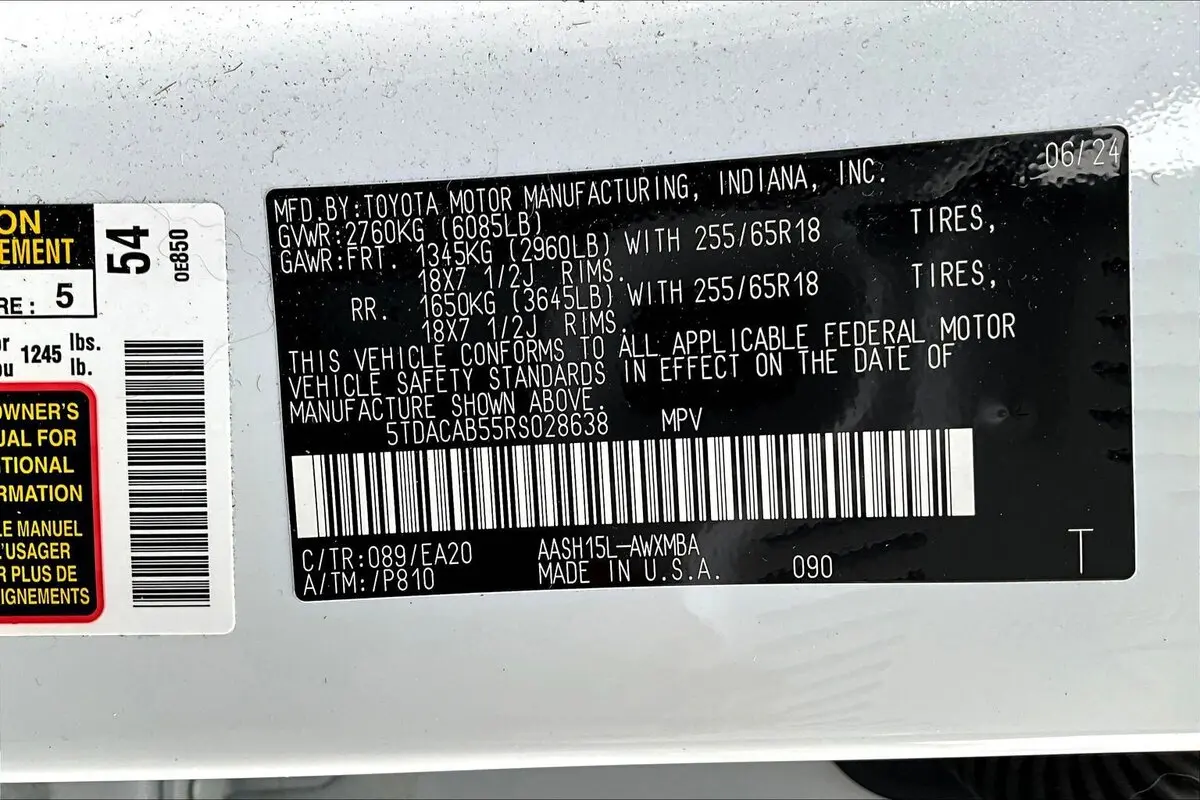 ON
EMENT
RE : 5
or
ou 1245 lbs.
lb.
OWNER'S
UAL FOR
ITIONAL
RMATION
LE MANUEL
L'USAGER
R PLUS DE
IGNEMENTS
54
0E850
06/24
MFD.BY:TOYOTA MOTOR MANUFACTURING, INDIANA, INC.
GVWR:2760KG (6085LB)
GAWR:FRT. 1345KG (2960LB) WITH 255/65R18 TIRES,
18X7 1/2J RIMS.
RR. 1650KG (3645LB) WITH 255/65R18 TIRES,
18X7 1/2J RIMS.
THIS VEHICLE CONFORMS TO ALL APPLICABLE FEDERAL MOTOR
VEHICLE SAFETY STANDARDS IN EFFECT ON THE DATE OF
MANUFACTURE SHOWN ABOVE.
5TDACAB55RS028638 MPV
C/TR:089/EA20 AASH15L-AWXMBA
A/TM:/P810 MADE IN U.S.A. 090 T